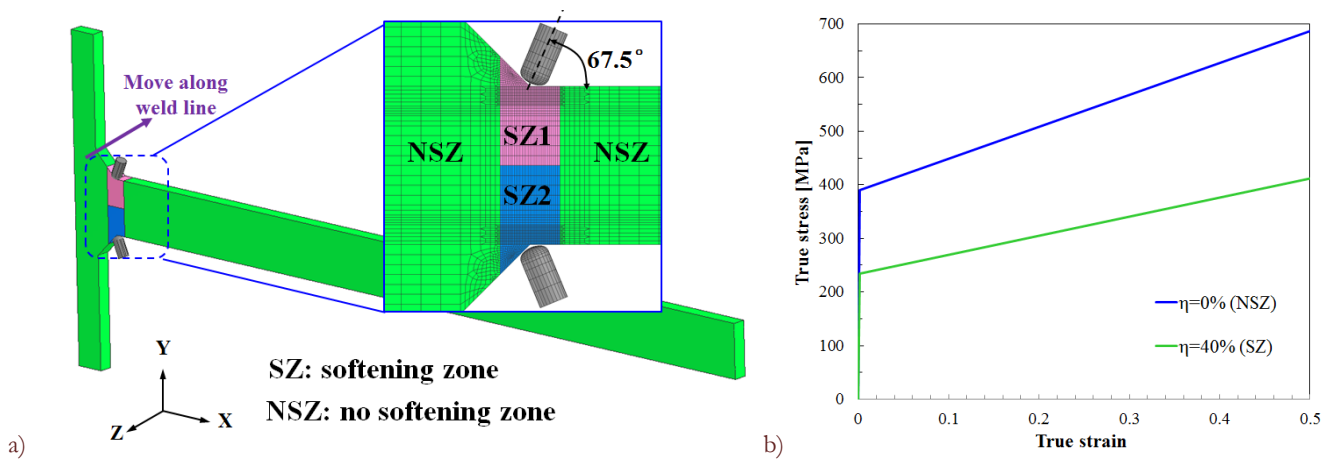 Move along
weld line
67.5°
NSZ
SZ1
NSZ
SZ2
Y
X
Z
SZ: softening zone
NSZ: no softening zone
a)
700
600
500
400
300
200
100
0
True stress [MPa]
0
0.1
0.2
0.3
0.4
0.5
True strain
η=0% (NSZ)
η=40% (SZ)
b)